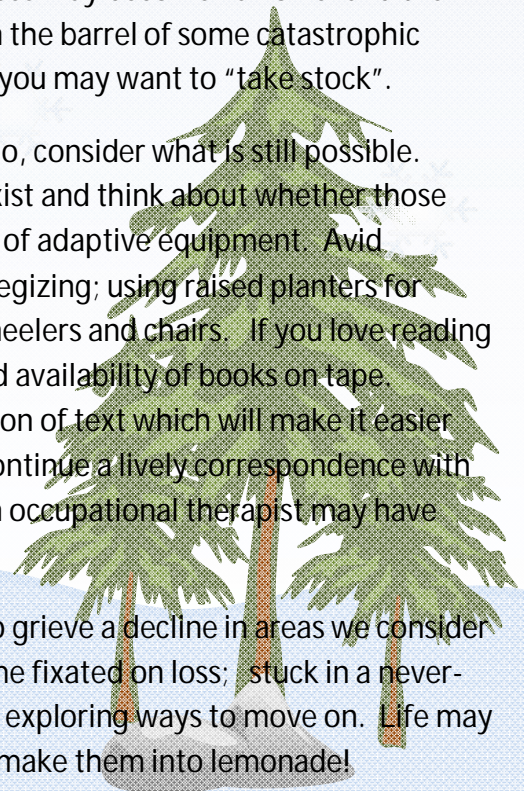 the barrel of some catastrophic
you may want to “take stock”.
o, consider what is still possible.
xist and think about whether those
of adaptive equipment. Avid
egizing; using raised planters for
heelers and chairs. If you love reading
d availability of books on tape.
on of text which will make it easier
ontinue a lively correspondence with
occupational therapist may have
o grieve a decline in areas we consider
me fixated on loss; stuck in a never-
exploring ways to move on. Life may
make them into lemonade!